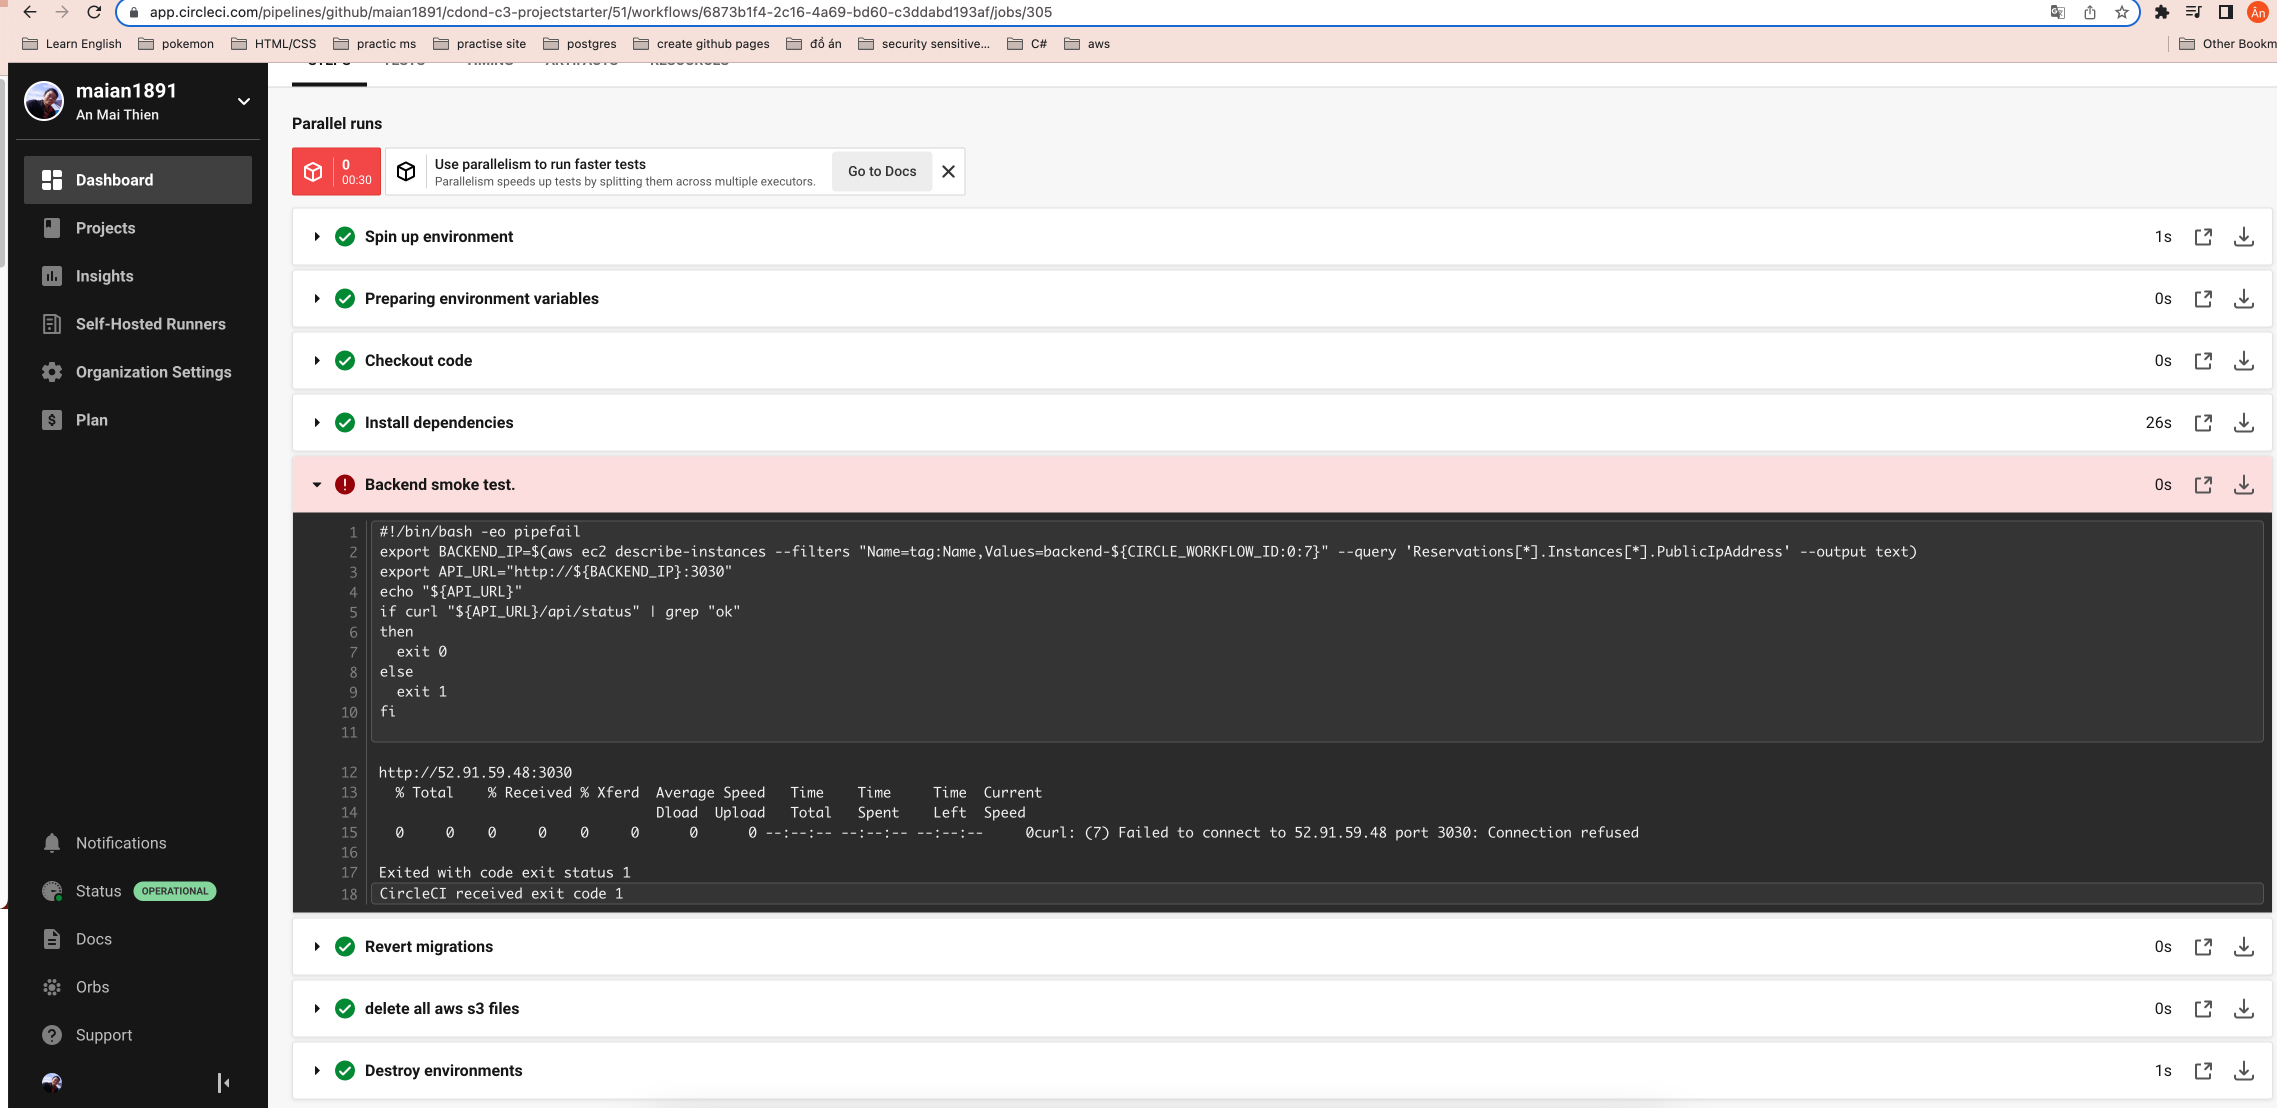 app.circleci.com/pipelines/github/maian1891/cdond-c3-projectstarter/51/workflows/6873b1f4-2c16-4a69-bd60-c3ddabd193af/jobs/305
Ân
Learn English pokemon HTML/CSS practic ms practise site postgres create github pages đồ án security sensitive... C# aws Other Bookm
maian1891
An Mai Thien
STEPS TESTS TIMING ARTIFACTS RESOURCES
Dashboard
Projects
Insights
Self-Hosted Runners
Organization Settings
Plan
Notifications
Status OPERATIONAL
Docs
Orbs
Support
Parallel runs
0
00:30
Use parallelism to run faster tests
Parallelism speeds up tests by splitting them across multiple executors.
Go to Docs
Spin up environment 1s
Preparing environment variables 0s
Checkout code 0s
Install dependencies 26s
Backend smoke test. 0s
1 #!/bin/bash -eo pipefail
2 export BACKEND_IP=$(aws ec2 describe-instances --filters "Name=tag:Name,Values=backend-${CIRCLE_WORKFLOW_ID:0:7}" --query 'Reservations[*].Instances[*].PublicIpAddress' --output text)
3 export API_URL="http://${BACKEND_IP}:3030"
4 echo "${API_URL}"
5 if curl "${API_URL}/api/status" | grep "ok"
6 then
7 exit 0
8 else
9 exit 1
10 fi
11
12 http://52.91.59.48:3030
13 % Total % Received % Xferd Average Speed Time Time Time Current
14 Dload Upload Total Spent Left Speed
15 0 0 0 0 0 0 0 0 --:--:-- --:--:-- --:--:-- 0curl: (7) Failed to connect to 52.91.59.48 port 3030: Connection refused
16
17 Exited with code exit status 1
18 CircleCI received exit code 1
Revert migrations 0s
delete all aws s3 files 0s
Destroy environments 1s